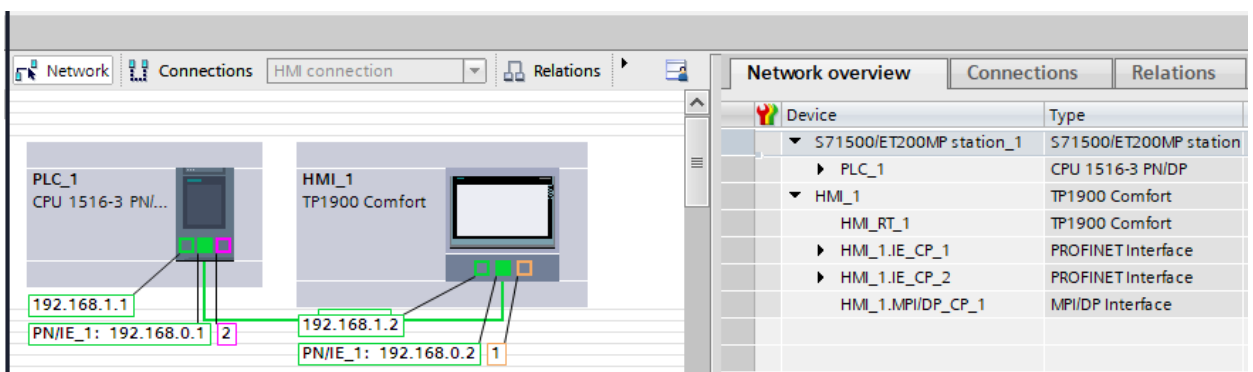 Network Connections HMI connection Relations
Network overview Connections Relations
Device Type
S71500/ET200MP station_1 S71500/ET200MP station
PLC_1 CPU 1516-3 PN/DP
HMI_1 TP1900 Comfort
HMI_RT_1 TP1900 Comfort
HMI_1.IE_CP_1 PROFINET Interface
HMI_1.IE_CP_2 PROFINET Interface
HMI_1.MPI/DP_CP_1 MPI/DP Interface
PLC_1
CPU 1516-3 PN/...
HMI_1
TP1900 Comfort
192.168.1.1
PN/IE_1: 192.168.0.1 2
192.168.1.2
PN/IE_1: 192.168.0.2 1